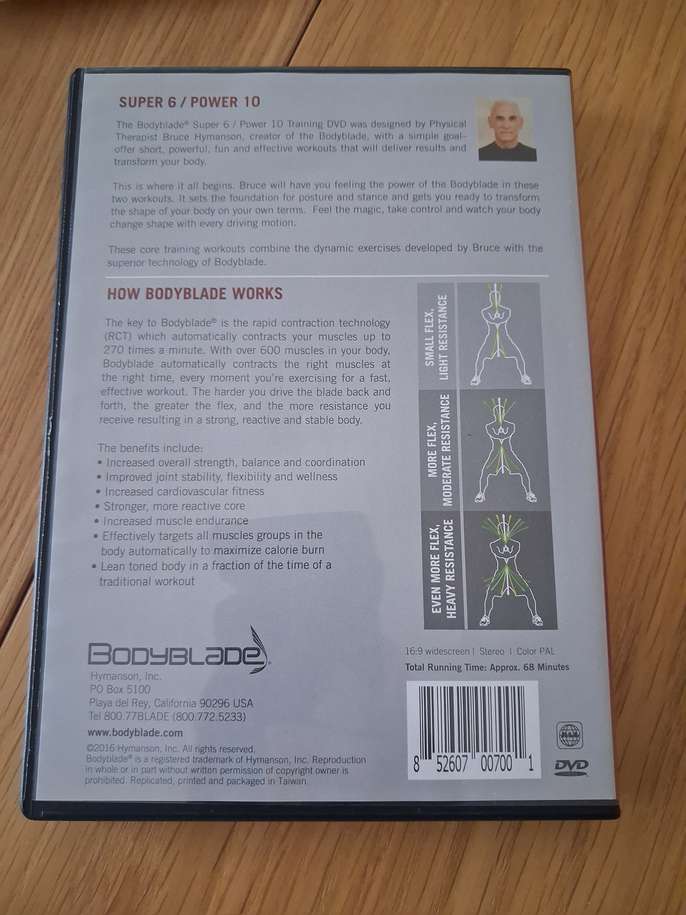 SUPER 6 / POWER 10
The Bodyblade® Super 6 / Power 10 Training DVD was designed by Physical
Therapist Bruce Hymanson, creator of the Bodyblade, with a simple goal–
offer short, powerful, fun and effective workouts that will deliver results and
transform your body.
This is where it all begins. Bruce will have you feeling the power of the Bodyblade in these
two workouts. It sets the foundation for posture and stance and gets you ready to transform
the shape of your body on your own terms. Feel the magic, take control and watch your body
change shape with every driving motion.
These core training workouts combine the dynamic exercises developed by Bruce with the
superior technology of Bodyblade.
HOW BODYBLADE WORKS
The key to Bodyblade® is the rapid contraction technology
(RCT) which automatically contracts your muscles up to
270 times a minute. With over 600 muscles in your body,
Bodyblade automatically contracts the right muscles at
the right time, every moment you're exercising for a fast,
effective workout. The harder you drive the blade back and
forth, the greater the flex, and the more resistance you
receive resulting in a strong, reactive and stable body.
The benefits include:
• Increased overall strength, balance and coordination
• Improved joint stability, flexibility and wellness
• Increased cardiovascular fitness
• Stronger, more reactive core
• Increased muscle endurance
• Effectively targets all muscles groups in the
body automatically to maximize calorie burn
• Lean toned body in a fraction of the time of a
traditional workout
SMALL FLEX,
LIGHT RESISTANCE
MORE FLEX,
MODERATE RESISTANCE
EVEN MORE FLEX,
HEAVY RESISTANCE
BODYBLADE®
Hymanson, Inc.
PO Box 5100
Playa del Rey, California 90296 USA
Tel 800.77BLADE (800.772.5233)
www.bodyblade.com
©2016 Hymanson, Inc. All rights reserved.
Bodyblade® is a registered trademark of Hymanson, Inc. Reproduction
in whole or in part without written permission of copyright owner is
prohibited. Replicated, printed and packaged in Taiwan.
16:9 widescreen | Stereo | Color PAL
Total Running Time: Approx. 68 Minutes
8 52607 00700 1
DVD